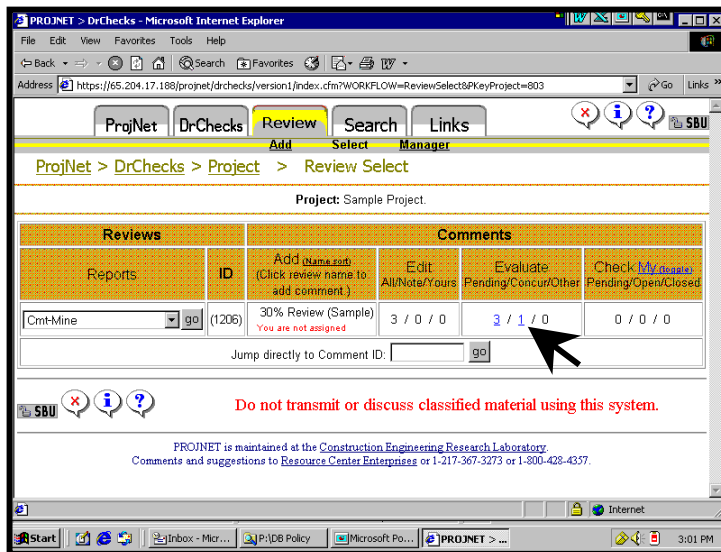 PROJNET > DrChecks - Microsoft Internet Explorer
File Edit View Favorites Tools Help
Back Search Favorites
Address https://65.204.17.188/projnet/drchecks/version1/index.cfm?WORKFLOW=ReviewSelect&PKeyProject=803 Go Links »
ProjNet DrChecks Review Search Links SBU
Add Select Manager
ProjNet > DrChecks > Project > Review Select
Project: Sample Project.
Reviews Comments
Reports ID Add (Name sort) (Click review name to add comment.) Edit All/Note/Yours Evaluate Pending/Concur/Other Check My (toggle) Pending/Open/Closed
Cmt-Mine go (1206) 30% Review (Sample) 3 / 0 / 0 3 / 1 / 0 0 / 0 / 0
You are not assigned
Jump directly to Comment ID: go
SBU Do not transmit or discuss classified material using this system.
PROJNET is maintained at the Construction Engineering Research Laboratory.
Comments and suggestions to Resource Center Enterprises or 1-217-367-3273 or 1-800-428-4357.
Internet
Start Inbox - Micr... P:\DB Policy Microsoft Po... PROJNET > ... 3:01 PM